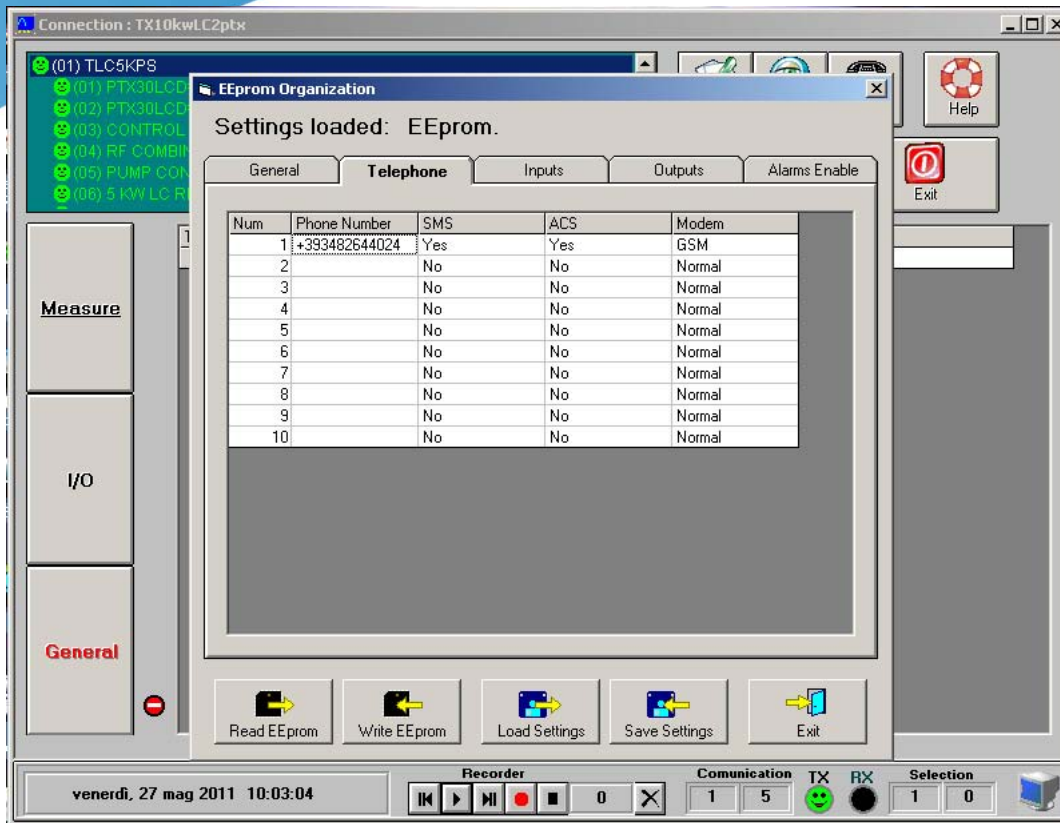 Connection : TX10kwLC2ptx
(01) TLC5KPS
(01) PTX30LCD
(02) PTX30LCD
(03) CONTROL
(04) RF COMBIN
(05) PUMP CON
(06) 5 KW LC R
Help
Exit
EEprom Organization
Settings loaded: EEprom.
General Telephone Inputs Outputs Alarms Enable
Num Phone Number SMS ACS Modem
1 +393482644024 Yes Yes GSM
2 No No Normal
3 No No Normal
4 No No Normal
5 No No Normal
6 No No Normal
7 No No Normal
8 No No Normal
9 No No Normal
10 No No Normal
Measure
I/O
General
Read EEprom Write EEprom Load Settings Save Settings Exit
venerdì, 27 mag 2011 10:03:04
Recorder
0
Comunication
1 5
TX RX
Selection
1 0